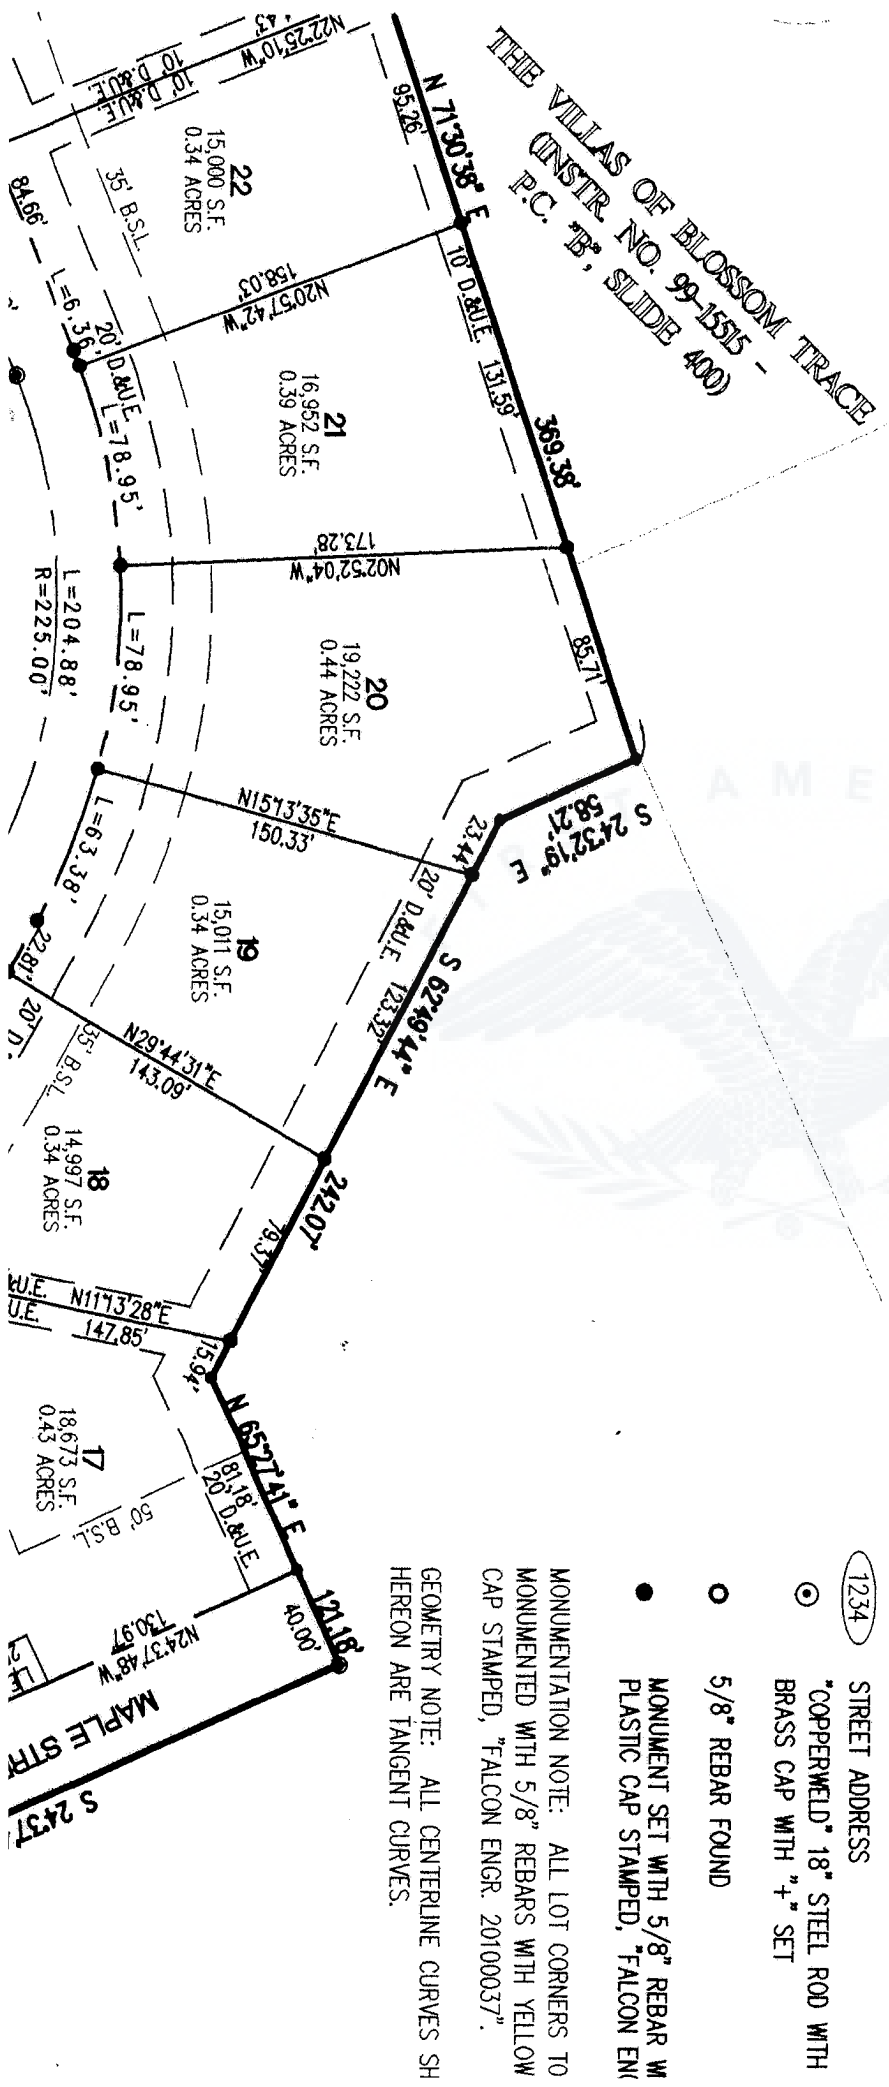 THE VILLAS OF BLOSSOM TRACE
(INSTR. NO. 99-15515 -
P.C. "B", SLIDE 400)
N 71°30'38" E
369.38'
95.26'
10' D.&U.E.
131.59'
85.71'
S 24°32'19" E
58.21'
23.44'
20' D.&U.E.
123.32'
S 62°49'44" E
242.07'
79.37'
15.94'
N 65°27'41" E
121.18'
81.18'
20' D.&U.E.
40.00'
N22°25'10"W
10' D.&U.E.
10' D.&U.E.
22
15,000 S.F.
0.34 ACRES
35' B.S.L.
84.66'
L=6.36'
20' D.&U.E.
N20°57'42"W
158.03'
21
16,952 S.F.
0.39 ACRES
L=78.95'
N02°52'04"W
173.28'
20
19,222 S.F.
0.44 ACRES
L=78.95'
L=204.88'
R=225.00'
N15°13'35"E
150.33'
19
15,011 S.F.
0.34 ACRES
L=63.38'
22.81'
20' D.
35' B.S.L.
N29°44'31"E
143.09'
18
14,997 S.F.
0.34 ACRES
&U.E.
U.E.
N11°13'28"E
147.85'
17
18,673 S.F.
0.43 ACRES
50' B.S.L.
N24°37'48"W
130.97'
MAPLE STR
S 24°37'
1234 STREET ADDRESS
"COPPERWELD" 18" STEEL ROD WITH
BRASS CAP WITH "+" SET
5/8" REBAR FOUND
MONUMENT SET WITH 5/8" REBAR W
PLASTIC CAP STAMPED, "FALCON ENG
MONUMENTATION NOTE: ALL LOT CORNERS TO
MONUMENTED WITH 5/8" REBARS WITH YELLOW
CAP STAMPED, "FALCON ENGR. 20100037".
GEOMETRY NOTE: ALL CENTERLINE CURVES SH
HEREON ARE TANGENT CURVES.
AME